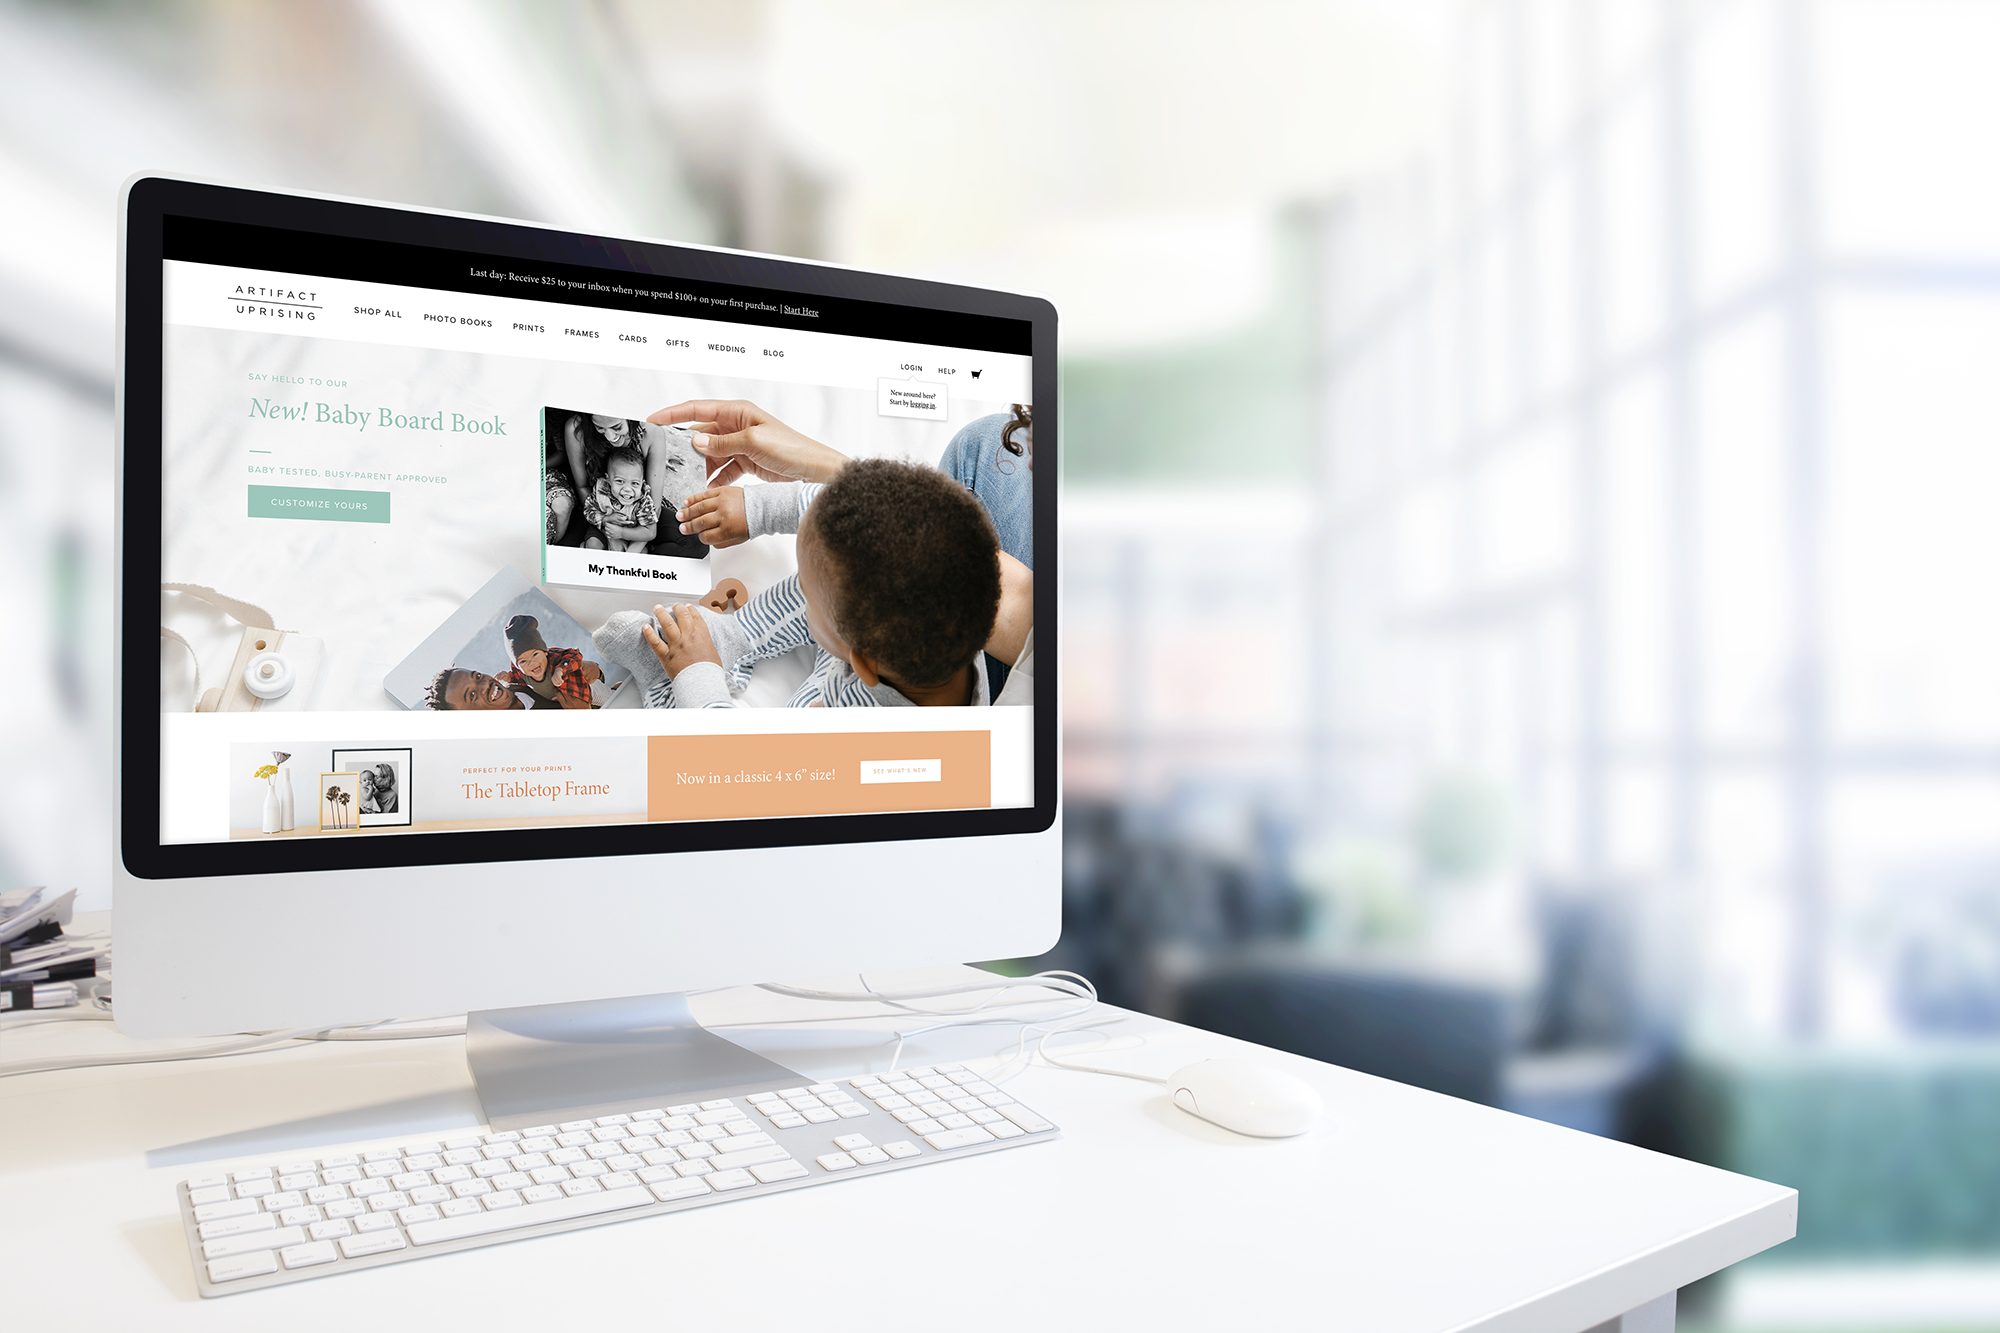 Last day: Receive $25 to your inbox when you spend $100+ on your first purchase. | Start Here
ARTIFACT
UPRISING
SHOP ALL
PHOTO BOOKS
PRINTS
FRAMES
CARDS
GIFTS
WEDDING
BLOG
LOGIN
HELP
New around here?
Start by logging in.
SAY HELLO TO OUR
New! Baby Board Book
BABY TESTED, BUSY-PARENT APPROVED
CUSTOMIZE YOURS
My Thankful Book
PERFECT FOR YOUR PRINTS
The Tabletop Frame
Now in a classic 4 x 6” size!
SEE WHAT'S NEW